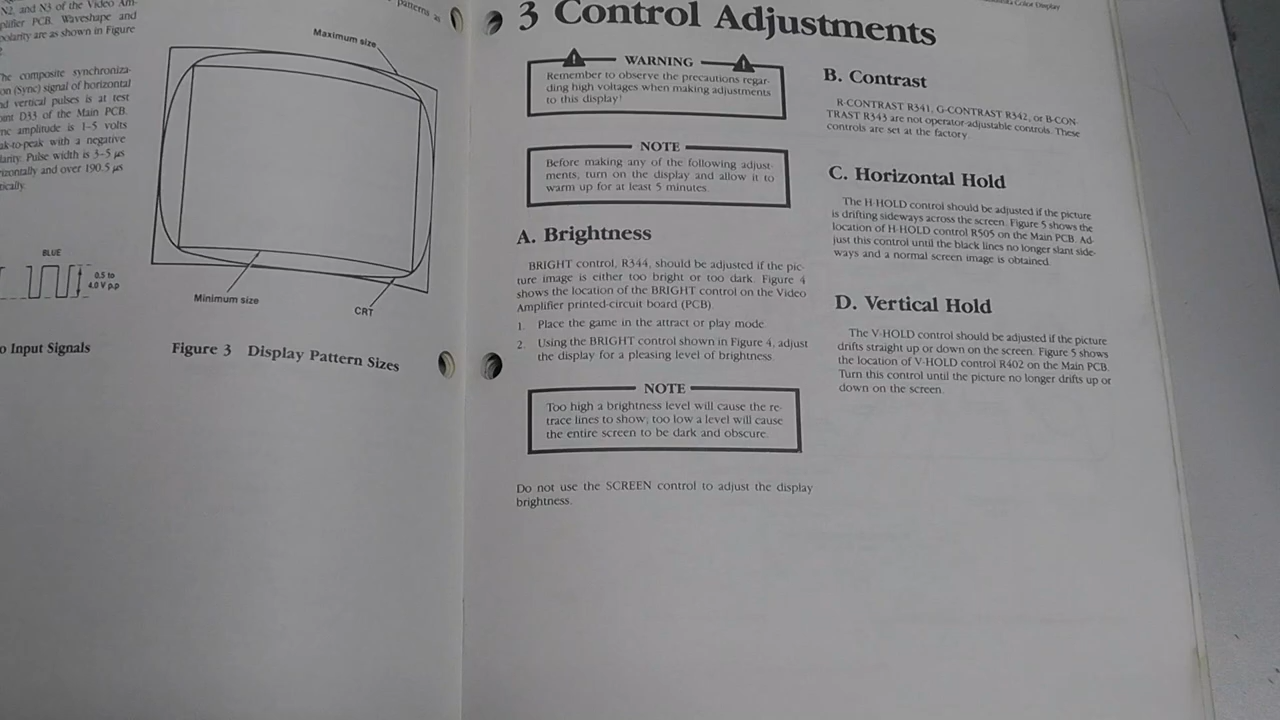 N2, and N3 of the Video Am-
plifier PCB. Waveshape and
polarity are as shown in Figure
he composite synchroniza-
on (Sync) signal of horizontal
nd vertical pulses is at test
oint D33 of the Main PCB.
nc amplitude is 1–5 volts
ak-to-peak with a negative
larity. Pulse width is 3–5 µs
rizontally and over 190.5 µs
tically.
BLUE
0.5 to
4.0 V p.p
o Input Signals
patterns as
Maximum size
Minimum size
CRT
Figure 3 Display Pattern Sizes
Color Display
3 Control Adjustments
WARNING
Remember to observe the precautions regar-
ding high voltages when making adjustments
to this display!
NOTE
Before making any of the following adjust-
ments, turn on the display and allow it to
warm up for at least 5 minutes.
A. Brightness
BRIGHT control, R344, should be adjusted if the pic-
ture image is either too bright or too dark. Figure 4
shows the location of the BRIGHT control on the Video
Amplifier printed-circuit board (PCB).
1. Place the game in the attract or play mode.
2. Using the BRIGHT control shown in Figure 4, adjust
the display for a pleasing level of brightness.
NOTE
Too high a brightness level will cause the re-
trace lines to show; too low a level will cause
the entire screen to be dark and obscure.
Do not use the SCREEN control to adjust the display
brightness.
B. Contrast
R-CONTRAST R341, G-CONTRAST R342, or B-CON-
TRAST R343 are not operator-adjustable controls. These
controls are set at the factory.
C. Horizontal Hold
The H-HOLD control should be adjusted if the picture
is drifting sideways across the screen. Figure 5 shows the
location of H-HOLD control R505 on the Main PCB. Ad-
just this control until the black lines no longer slant side-
ways and a normal screen image is obtained.
D. Vertical Hold
The V-HOLD control should be adjusted if the picture
drifts straight up or down on the screen. Figure 5 shows
the location of V-HOLD control R402 on the Main PCB.
Turn this control until the picture no longer drifts up or
down on the screen.